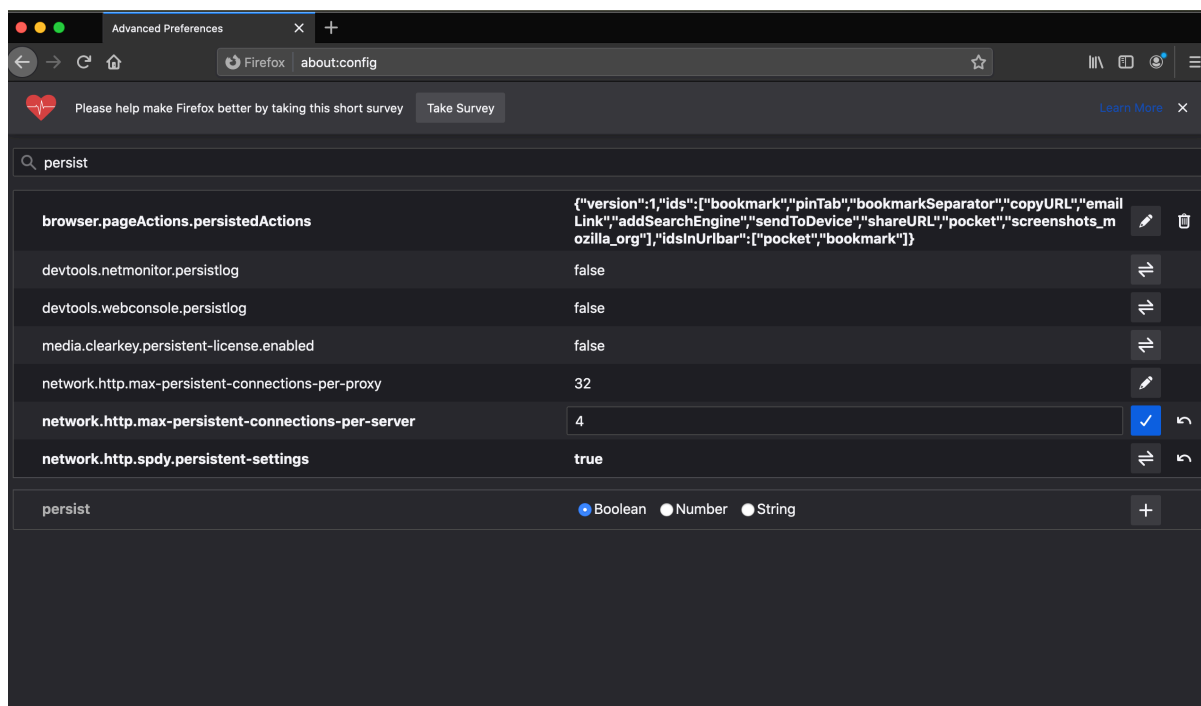 Advanced Preferences
Firefox about:config
Please help make Firefox better by taking this short survey Take Survey Learn More
persist
browser.pageActions.persistedActions {"version":1,"ids":["bookmark","pinTab","bookmarkSeparator","copyURL","email
Link","addSearchEngine","sendToDevice","shareURL","pocket","screenshots_m
ozilla_org"],"idsInUrlbar":["pocket","bookmark"]}
devtools.netmonitor.persistlog false
devtools.webconsole.persistlog false
media.clearkey.persistent-license.enabled false
network.http.max-persistent-connections-per-proxy 32
network.http.max-persistent-connections-per-server 4
network.http.spdy.persistent-settings true
persist Boolean Number String